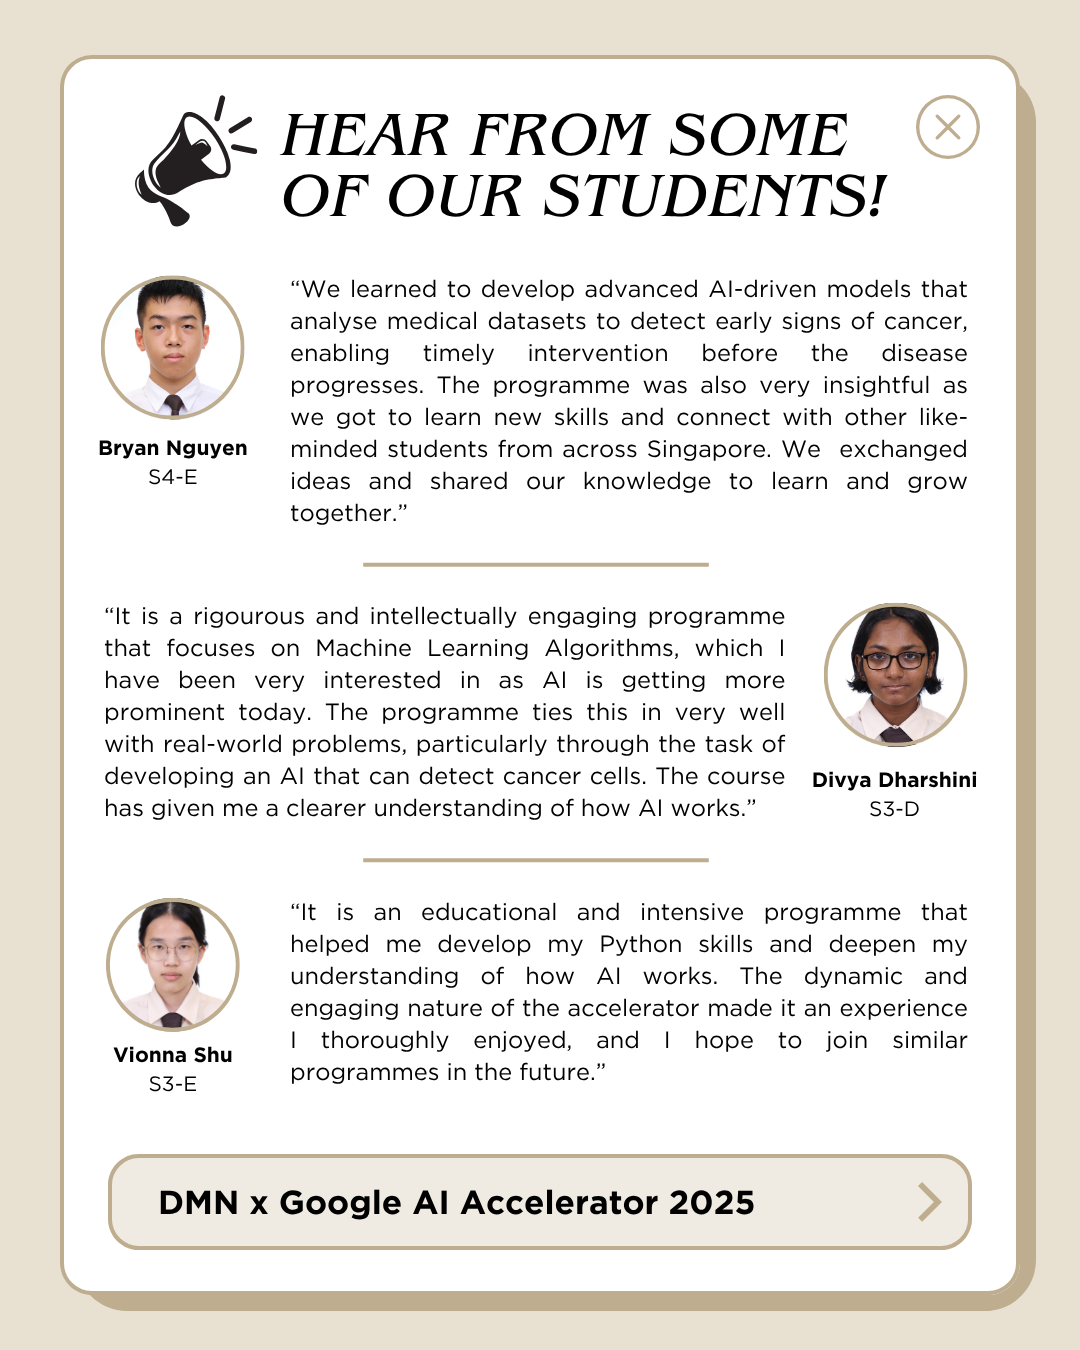 HEAR FROM SOME
OF OUR STUDENTS!
“We learned to develop advanced AI-driven models that
analyse medical datasets to detect early signs of cancer,
enabling timely intervention before the disease
progresses. The programme was also very insightful as
we got to learn new skills and connect with other like-
minded students from across Singapore. We exchanged
ideas and shared our knowledge to learn and grow
together.”
Bryan Nguyen
S4-E
“It is a rigourous and intellectually engaging programme
that focuses on Machine Learning Algorithms, which I
have been very interested in as AI is getting more
prominent today. The programme ties this in very well
with real-world problems, particularly through the task of
developing an AI that can detect cancer cells. The course
has given me a clearer understanding of how AI works.”
Divya Dharshini
S3-D
“It is an educational and intensive programme that
helped me develop my Python skills and deepen my
understanding of how AI works. The dynamic and
engaging nature of the accelerator made it an experience
I thoroughly enjoyed, and I hope to join similar
programmes in the future.”
Vionna Shu
S3-E
DMN x Google AI Accelerator 2025